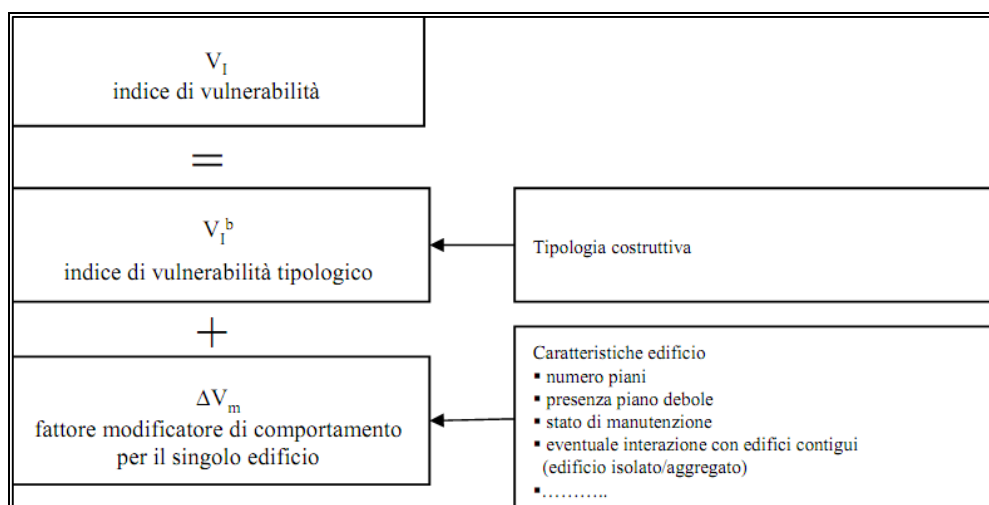 V_I
indice di vulnerabilità
=
V_I^b
indice di vulnerabilità tipologico
Tipologia costruttiva
+
ΔV_m
fattore modificatore di comportamento
per il singolo edificio
Caratteristiche edificio
▪ numero piani
▪ presenza piano debole
▪ stato di manutenzione
▪ eventuale interazione con edifici contigui
(edificio isolato/aggregato)
▪………..